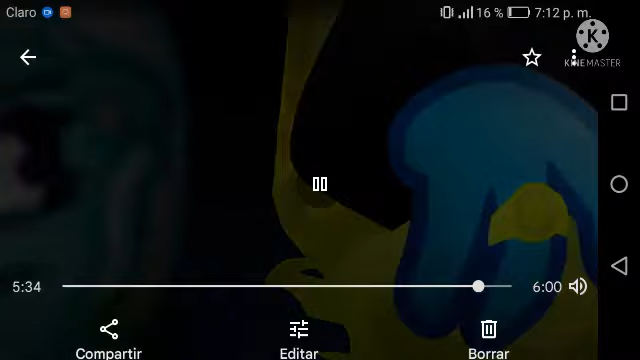 Claro 16 % 7:12 p. m.
K
KINEMASTER
5:34 6:00
Compartir Editar Borrar